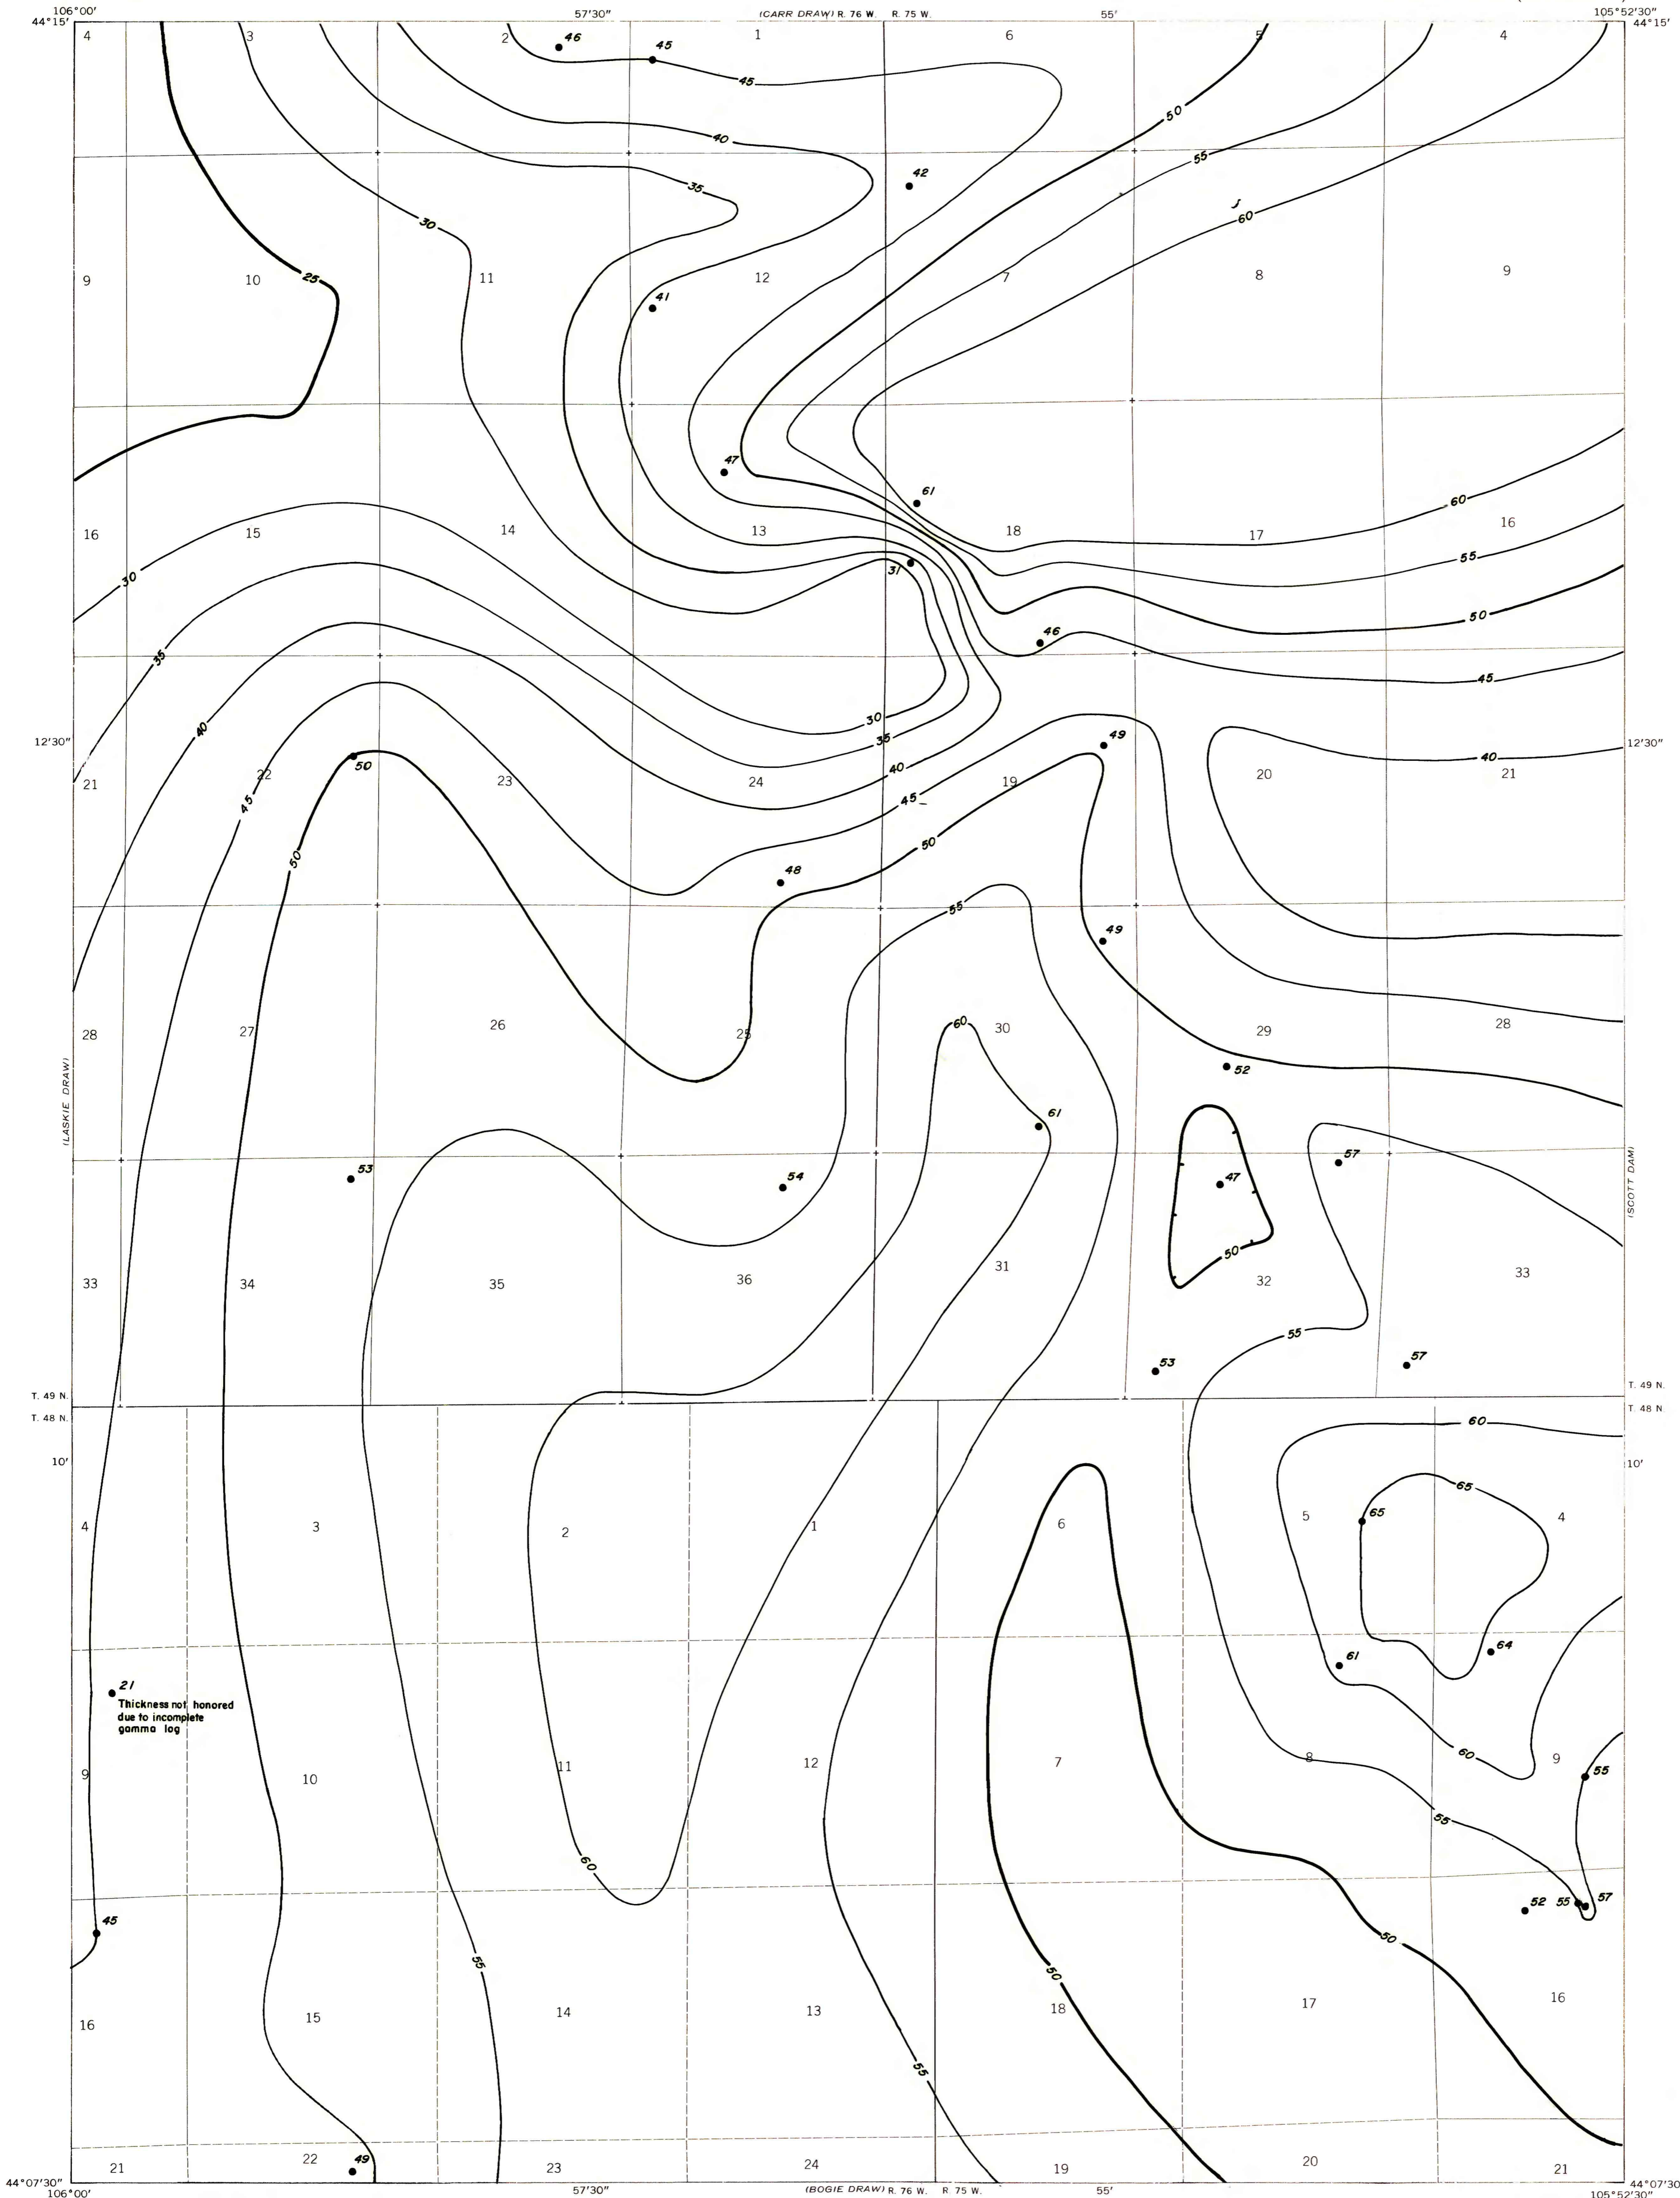 106°00' 57'30" (CARR DRAW) R. 76 W. R. 75 W. 55' 105°52'30"
44°15' 44°15'
4 3 2 46 45 1 6 5 4
45
50
40 55
42
35 60
30
9 10 25 11 12 7 8 9
41
47
61 60
16 15 14 13 18 17 16
55
30 31
50
46
35 45
30
40 35
12'30" 49 12'30"
50 40 40
21 22 23 24 19 20 21
45 45
50 50
48
55
49
60
28 27 26 25 30 29 28
52
(LASKIE DRAW)
61
53 54 47 57
(SCOTT DAM)
50
33 34 35 36 31 32 33
55
53 57
T. 49 N. T. 49 N.
T. 48 N. T. 48 N.
60
10' 10'
65
4 3 2 1 6 5 65 4
61 64
21
Thickness not honored
due to incomplete
gamma log
60
9 10 11 12 7 8 9
55
55
60
52 55 57
45
50
55 50
16 15 14 13 18 17 16
55
49
21 22 23 24 19 20 21
44°07'30" 44°07'30
106°00' 57'30" (BOGIE DRAW) R. 76 W. R. 75 W. 55' 105°52'30"